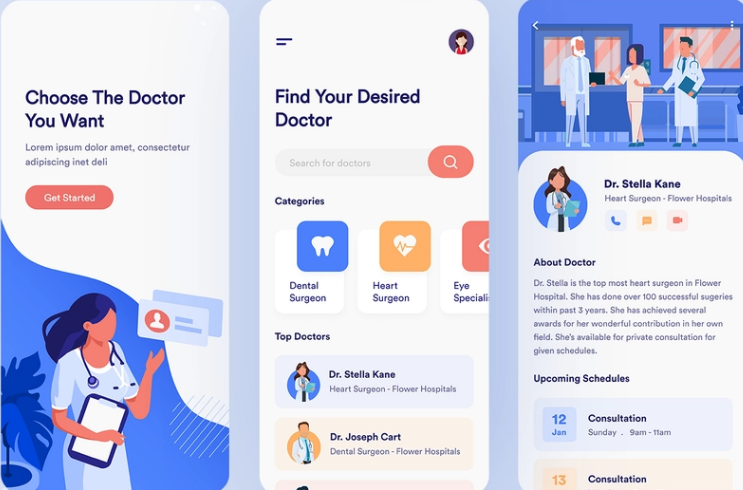 Choose The Doctor
You Want
Lorem ipsum dolor amet, consectetur
adipiscing inet deli
Get Started
Find Your Desired
Doctor
Search for doctors
Categories
Dental
Surgeon
Heart
Surgeon
Eye
Specialis
Top Doctors
Dr. Stella Kane
Heart Surgeon - Flower Hospitals
Dr. Joseph Cart
Dental Surgeon - Flower Hospitals
Dr. Stella Kane
Heart Surgeon - Flower Hospitals
About Doctor
Dr. Stella is the top most heart surgeon in Flower
Hospital. She has done over 100 successful sugeries
within past 3 years. She has achieved several
awards for her wonderful contribution in her own
field. She's available for private consultation for
given schedules.
Upcoming Schedules
12
Jan
Consultation
Sunday . 9am - 11am
13
Consultation